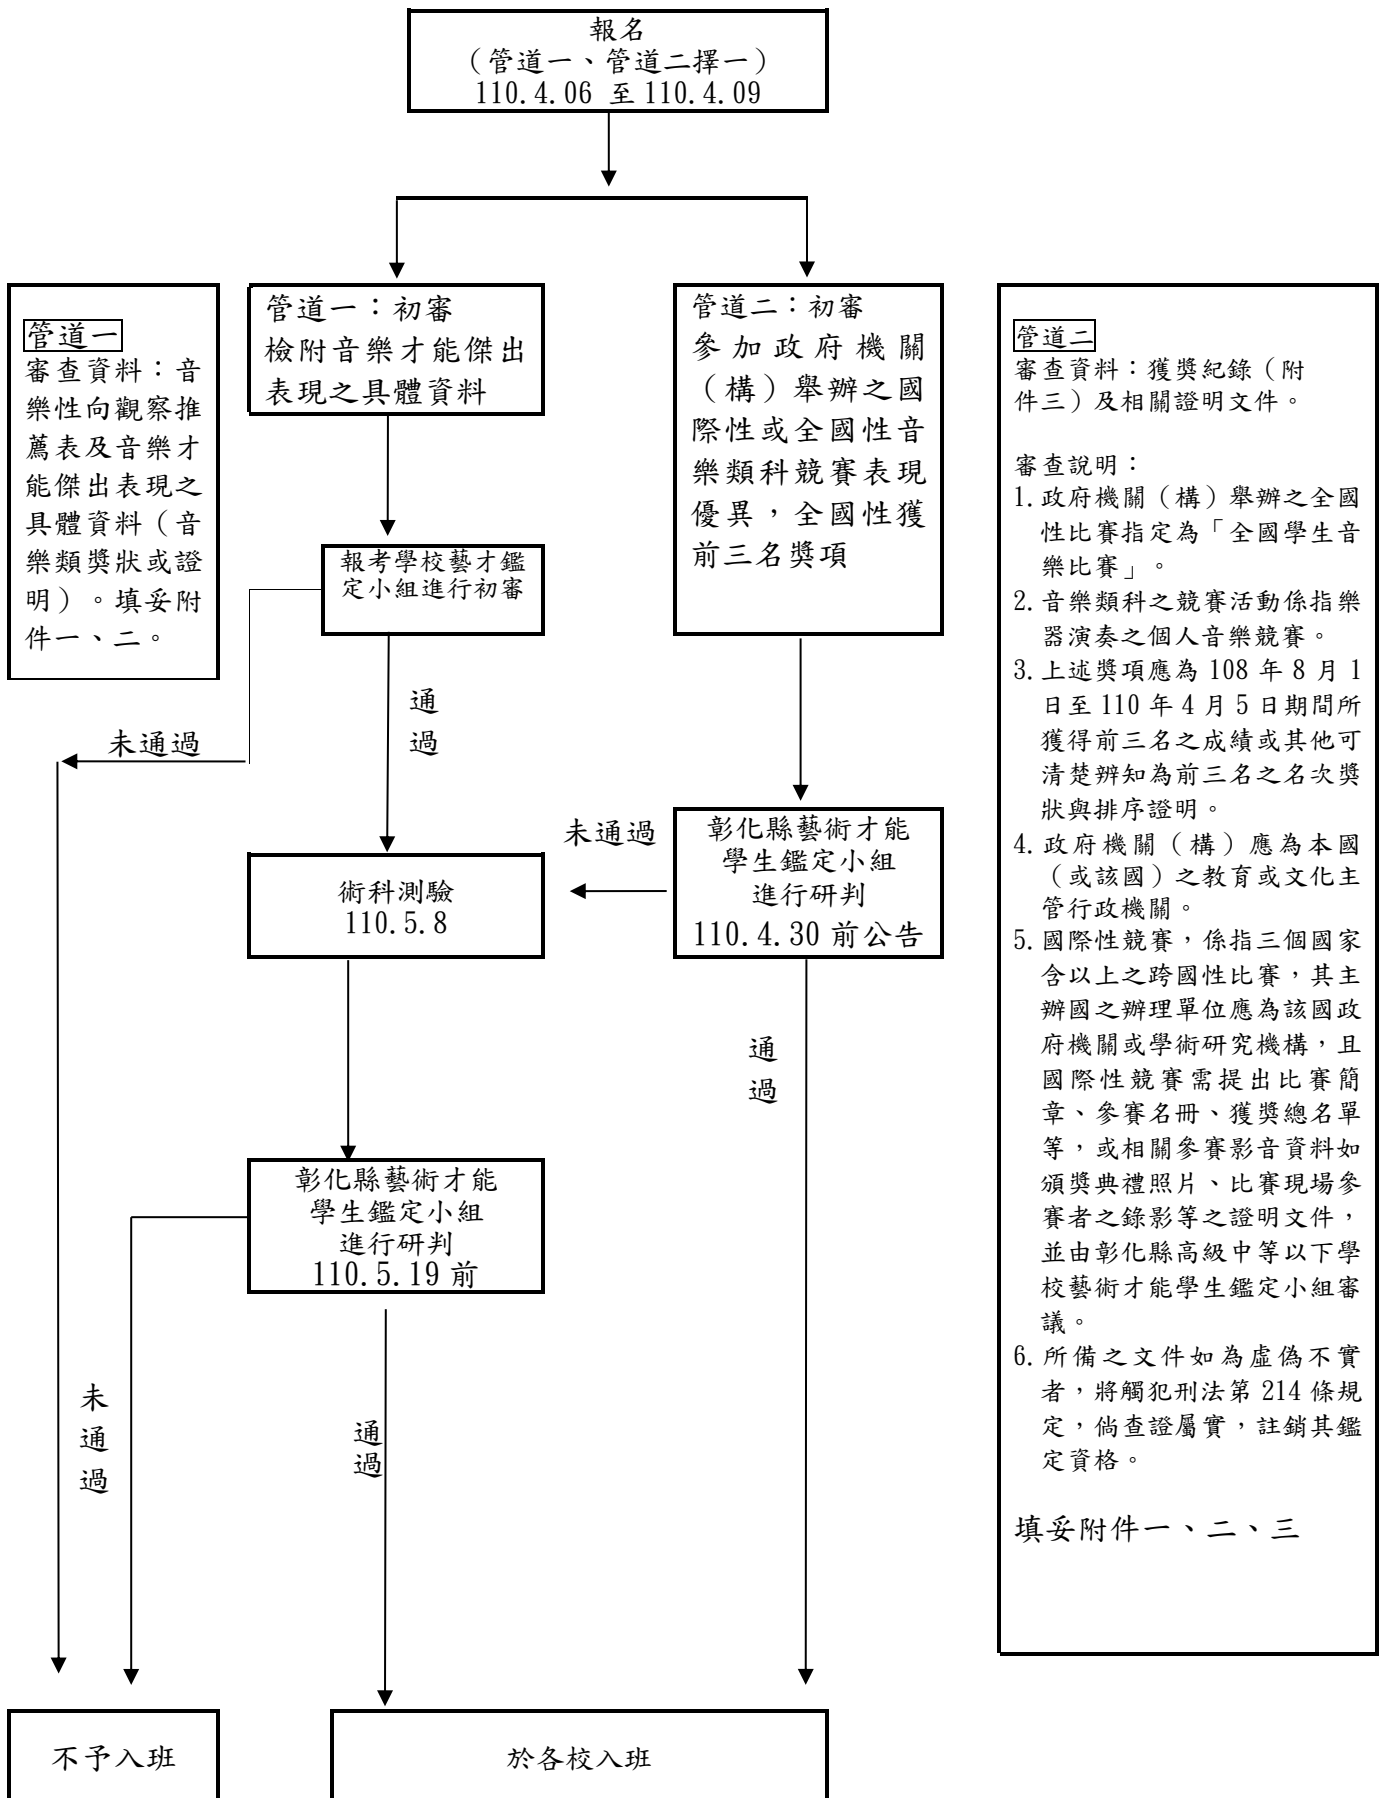 報名
（管道一、管道二擇一）
110.4.06 至 110.4.09
管道一
審查資料：音
樂性向觀察推
薦表及音樂才
能傑出表現之
具體資料（音
樂類獎狀或證
明）。填妥附
件一、二。
管道一：初審
檢附音樂才能傑出
表現之具體資料
管道二：初審
參加政府機關
（構）舉辦之國
際性或全國性音
樂類科競賽表現
優異，全國性獲
前三名獎項
管道二
審查資料：獲獎紀錄（附
件三）及相關證明文件。
審查說明：
1.政府機關（構）舉辦之全國
性比賽指定為「全國學生音
樂比賽」。
2.音樂類科之競賽活動係指樂
器演奏之個人音樂競賽。
3.上述獎項應為 108 年 8 月 1
日至 110 年 4 月 5 日期間所
獲得前三名之成績或其他可
清楚辨知為前三名之名次獎
狀與排序證明。
4.政府機關（構）應為本國
（或該國）之教育或文化主
管行政機關。
5.國際性競賽，係指三個國家
含以上之跨國性比賽，其主
辦國之辦理單位應為該國政
府機關或學術研究機構，且
國際性競賽需提出比賽簡
章、參賽名冊、獲獎總名單
等，或相關參賽影音資料如
頒獎典禮照片、比賽現場參
賽者之錄影等之證明文件，
並由彰化縣高級中等以下學
校藝術才能學生鑑定小組審
議。
6.所備之文件如為虛偽不實
者，將觸犯刑法第 214 條規
定，倘查證屬實，註銷其鑑
定資格。
填妥附件一、二、三
報考學校藝才鑑
定小組進行初審
通
過
未通過
未通過
彰化縣藝術才能
學生鑑定小組
進行研判
110.4.30 前公告
術科測驗
110.5.8
通
過
彰化縣藝術才能
學生鑑定小組
進行研判
110.5.19 前
未
通
過
通
過
不予入班
於各校入班